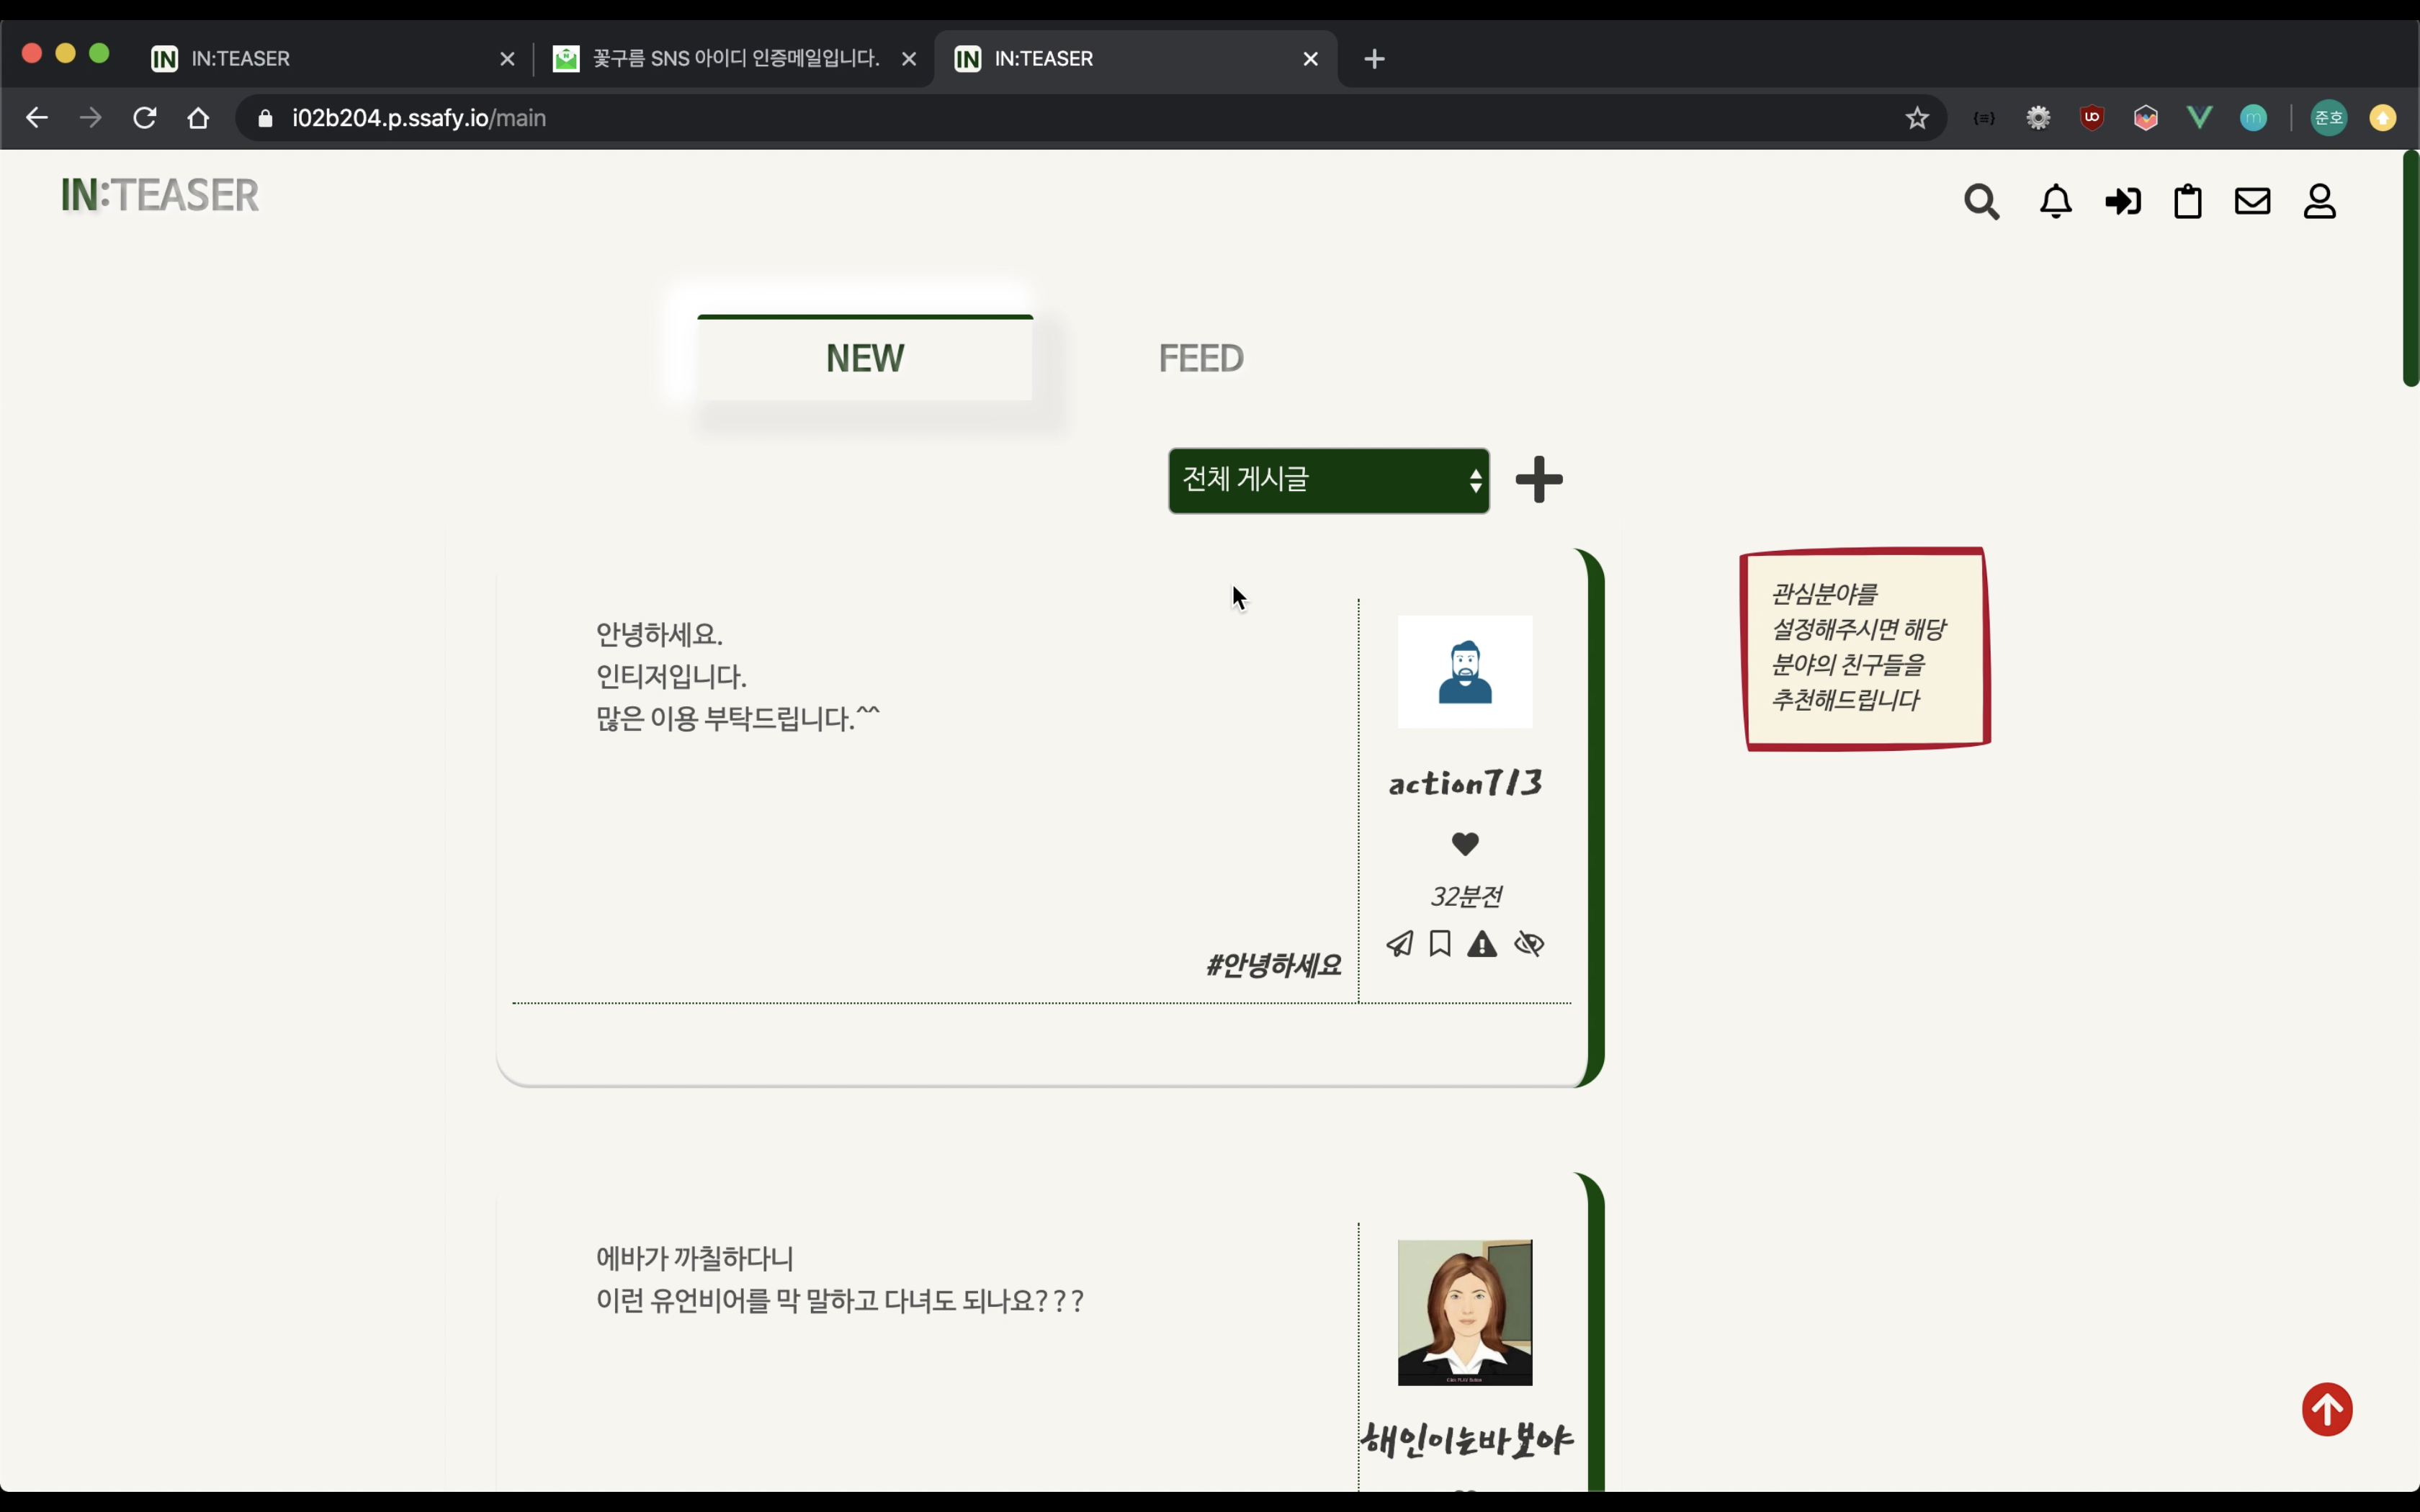 IN IN:TEASER
꽃구름 SNS 아이디 인증메일입니다.
IN IN:TEASER
i02b204.p.ssafy.io/main
준호
IN:TEASER
NEW
FEED
전체 게시글
안녕하세요.
인티저입니다.
많은 이용 부탁드립니다.^^
#안녕하세요
action713
32분전
관심분야를
설정해주시면 해당
분야의 친구들을
추천해드립니다
에바가 까칠하다니
이런 유언비어를 막 말하고 다녀도 되나요???
해인이는바보야